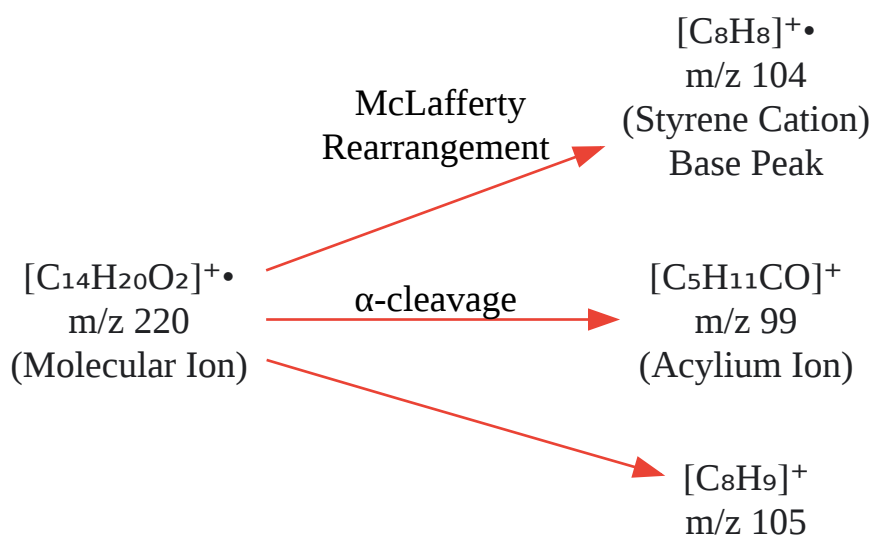 [C₈H₈]⁺•
m/z 104
(Styrene Cation)
Base Peak
McLafferty
Rearrangement
[C₁₄H₂₀O₂]⁺•
m/z 220
(Molecular Ion)
α-cleavage
[C₅H₁₁CO]⁺
m/z 99
(Acylium Ion)
[C₈H₉]⁺
m/z 105